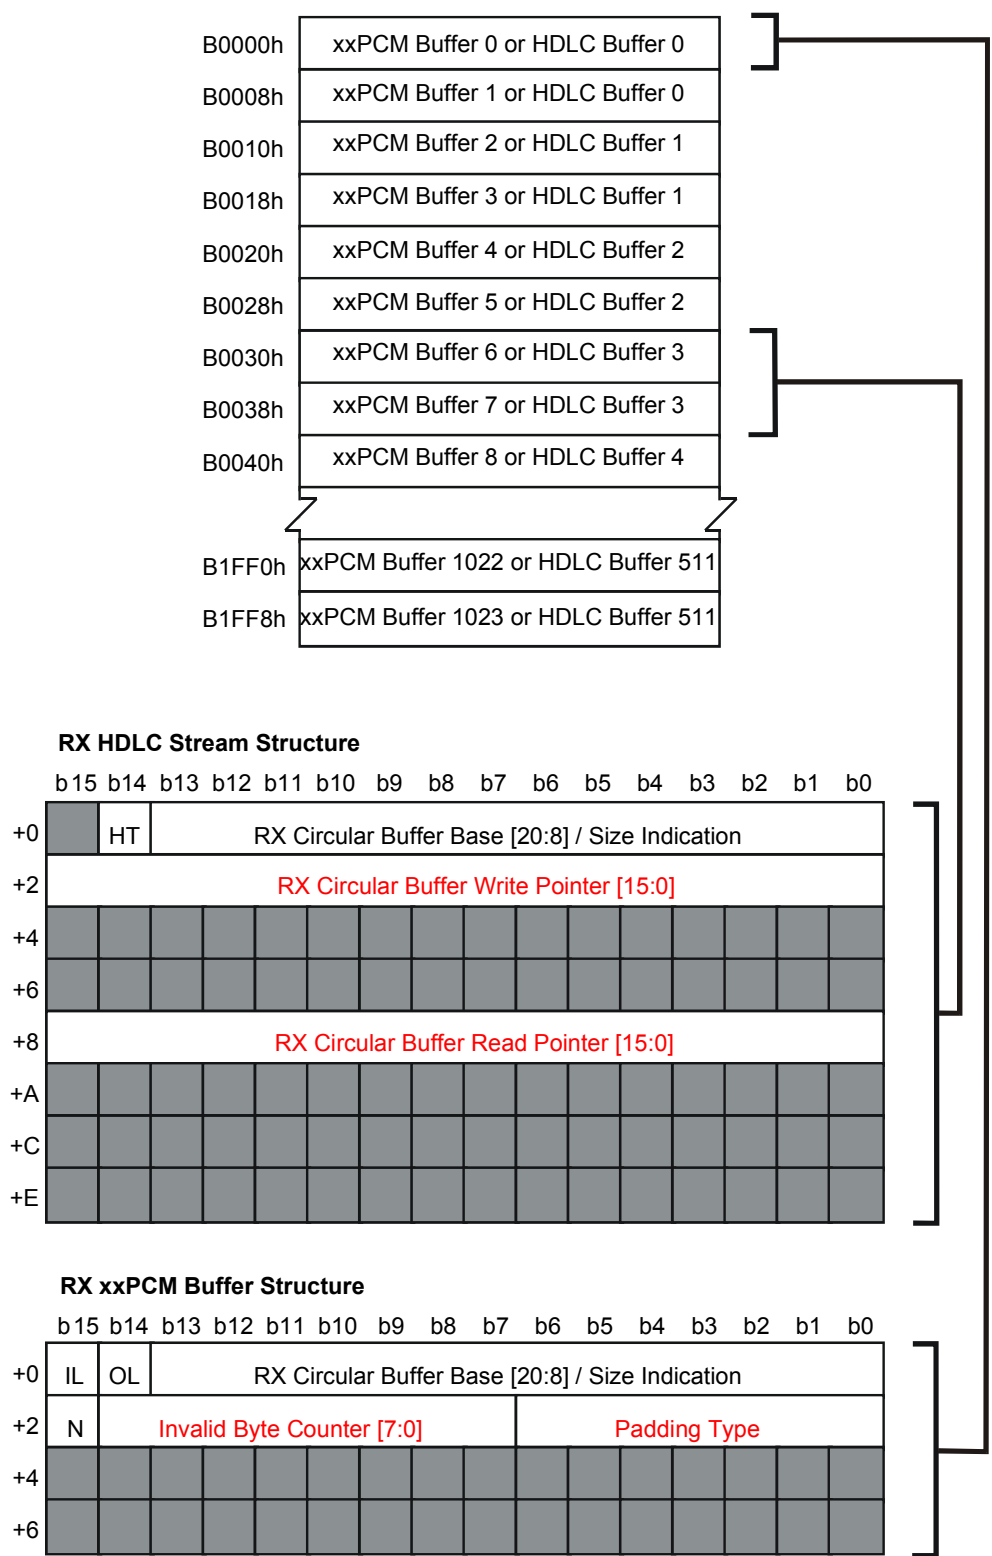 B0000h xxPCM Buffer 0 or HDLC Buffer 0
B0008h xxPCM Buffer 1 or HDLC Buffer 0
B0010h xxPCM Buffer 2 or HDLC Buffer 1
B0018h xxPCM Buffer 3 or HDLC Buffer 1
B0020h xxPCM Buffer 4 or HDLC Buffer 2
B0028h xxPCM Buffer 5 or HDLC Buffer 2
B0030h xxPCM Buffer 6 or HDLC Buffer 3
B0038h xxPCM Buffer 7 or HDLC Buffer 3
B0040h xxPCM Buffer 8 or HDLC Buffer 4
B1FF0h xxPCM Buffer 1022 or HDLC Buffer 511
B1FF8h xxPCM Buffer 1023 or HDLC Buffer 511
RX HDLC Stream Structure
b15 b14 b13 b12 b11 b10 b9 b8 b7 b6 b5 b4 b3 b2 b1 b0
+0 HT RX Circular Buffer Base [20:8] / Size Indication
+2 RX Circular Buffer Write Pointer [15:0]
+4
+6
+8 RX Circular Buffer Read Pointer [15:0]
+A
+C
+E
RX xxPCM Buffer Structure
b15 b14 b13 b12 b11 b10 b9 b8 b7 b6 b5 b4 b3 b2 b1 b0
+0 IL OL RX Circular Buffer Base [20:8] / Size Indication
+2 N Invalid Byte Counter [7:0] Padding Type
+4
+6